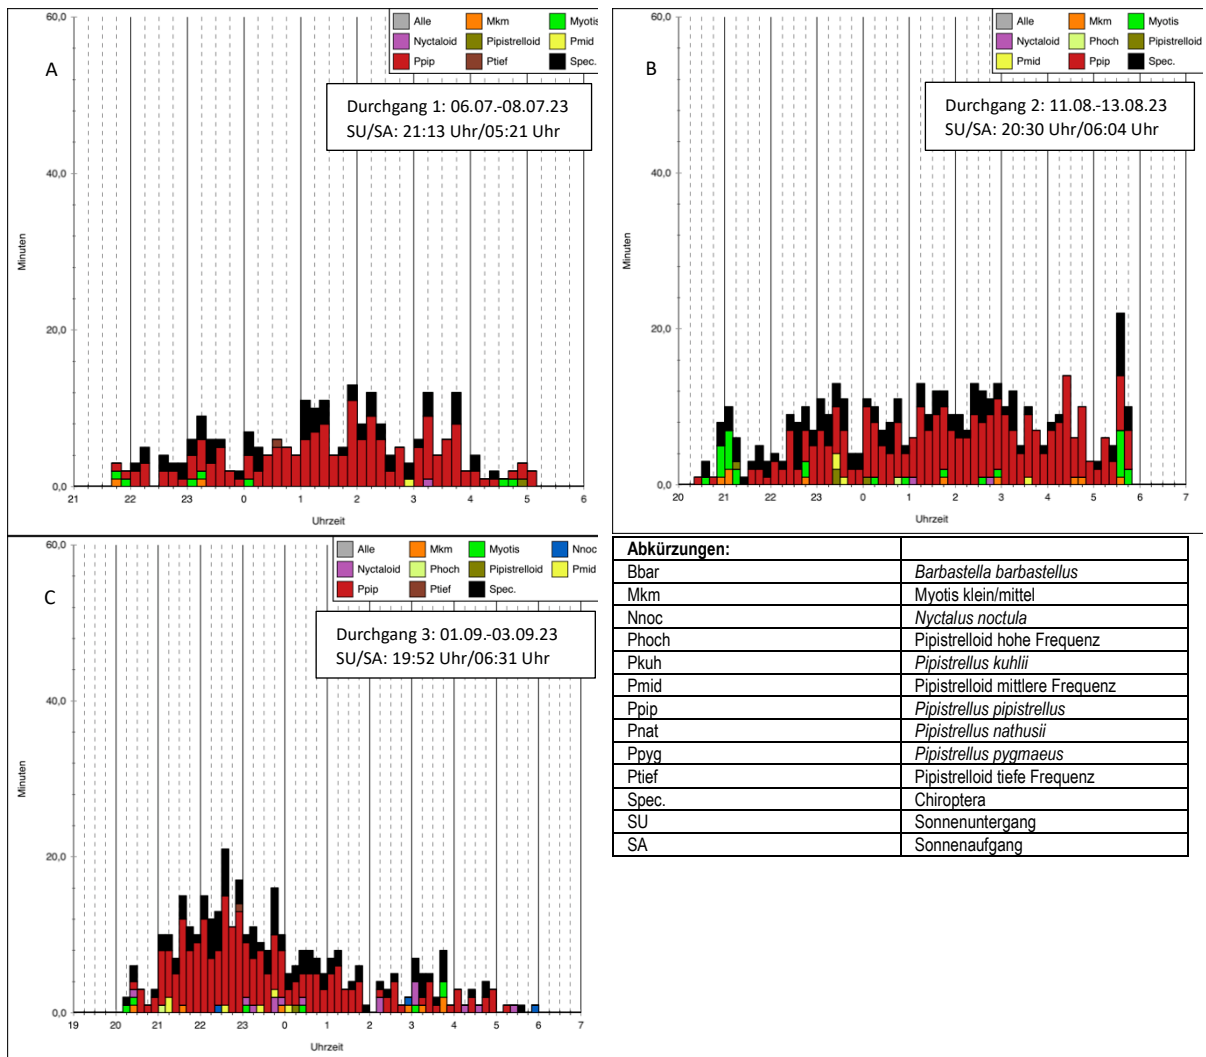 60,0
Alle Mkm Myotis
Nyctaloid Pipistrelloid Pmid
Ppip Ptief Spec.
A
Durchgang 1: 06.07.-08.07.23
SU/SA: 21:13 Uhr/05:21 Uhr
40,0
Minuten
20,0
0,0
21 22 23 0 1 2 3 4 5 6
Uhrzeit
60,0
Alle Mkm Myotis
Nyctaloid Phoch Pipistrelloid
Pmid Ppip Spec.
B
Durchgang 2: 11.08.-13.08.23
SU/SA: 20:30 Uhr/06:04 Uhr
40,0
Minuten
20,0
0,0
20 21 22 23 0 1 2 3 4 5 6 7
Uhrzeit
60,0
Alle Mkm Myotis Nnoc
Nyctaloid Phoch Pipistrelloid Pmid
Ppip Ptief Spec.
C
Durchgang 3: 01.09.-03.09.23
SU/SA: 19:52 Uhr/06:31 Uhr
40,0
Minuten
20,0
0,0
19 20 21 22 23 0 1 2 3 4 5 6 7
Uhrzeit
Abkürzungen:
Bbar Barbastella barbastellus
Mkm Myotis klein/mittel
Nnoc Nyctalus noctula
Phoch Pipistrelloid hohe Frequenz
Pkuh Pipistrellus kuhlii
Pmid Pipistrelloid mittlere Frequenz
Ppip Pipistrellus pipistrellus
Pnat Pipistrellus nathusii
Ppyg Pipistrellus pygmaeus
Ptief Pipistrelloid tiefe Frequenz
Spec. Chiroptera
SU Sonnenuntergang
SA Sonnenaufgang